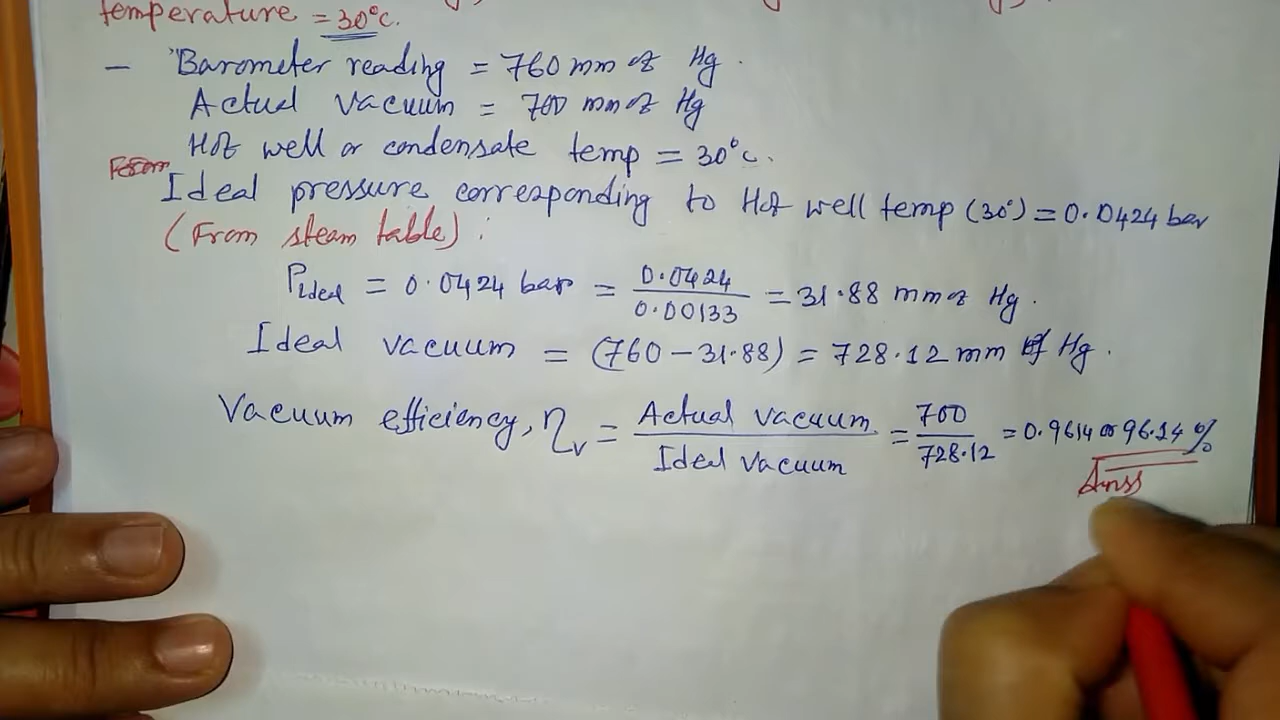 temperature = 30°c.
— Barometer reading = 760 mm of Hg.
Actual vacuum = 700 mm of Hg
Hot well or condensate temp = 30°c.
From
Ideal pressure corresponding to Hot well temp (30°) = 0.0424 bar
(From steam table) :
Pideal = 0.0424 bar = 0.0424 / 0.00133 = 31.88 mm of Hg.
Ideal vacuum = (760 - 31.88) = 728.12 mm of Hg.
Vacuum efficiency, ηv = Actual vacuum / Ideal vacuum = 700 / 728.12 = 0.9614 or 96.14 %
Anss